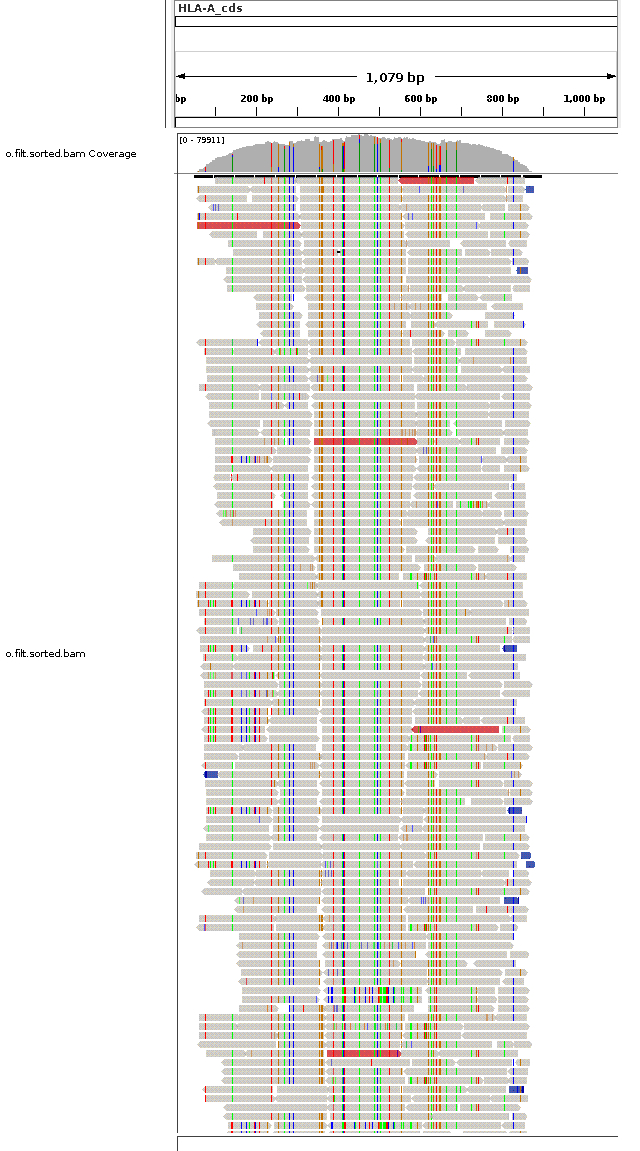 HLA-A_cds
1,079 bp
bp 200 bp 400 bp 600 bp 800 bp 1,000 bp
[0 - 79911]
o.filt.sorted.bam Coverage
o.filt.sorted.bam